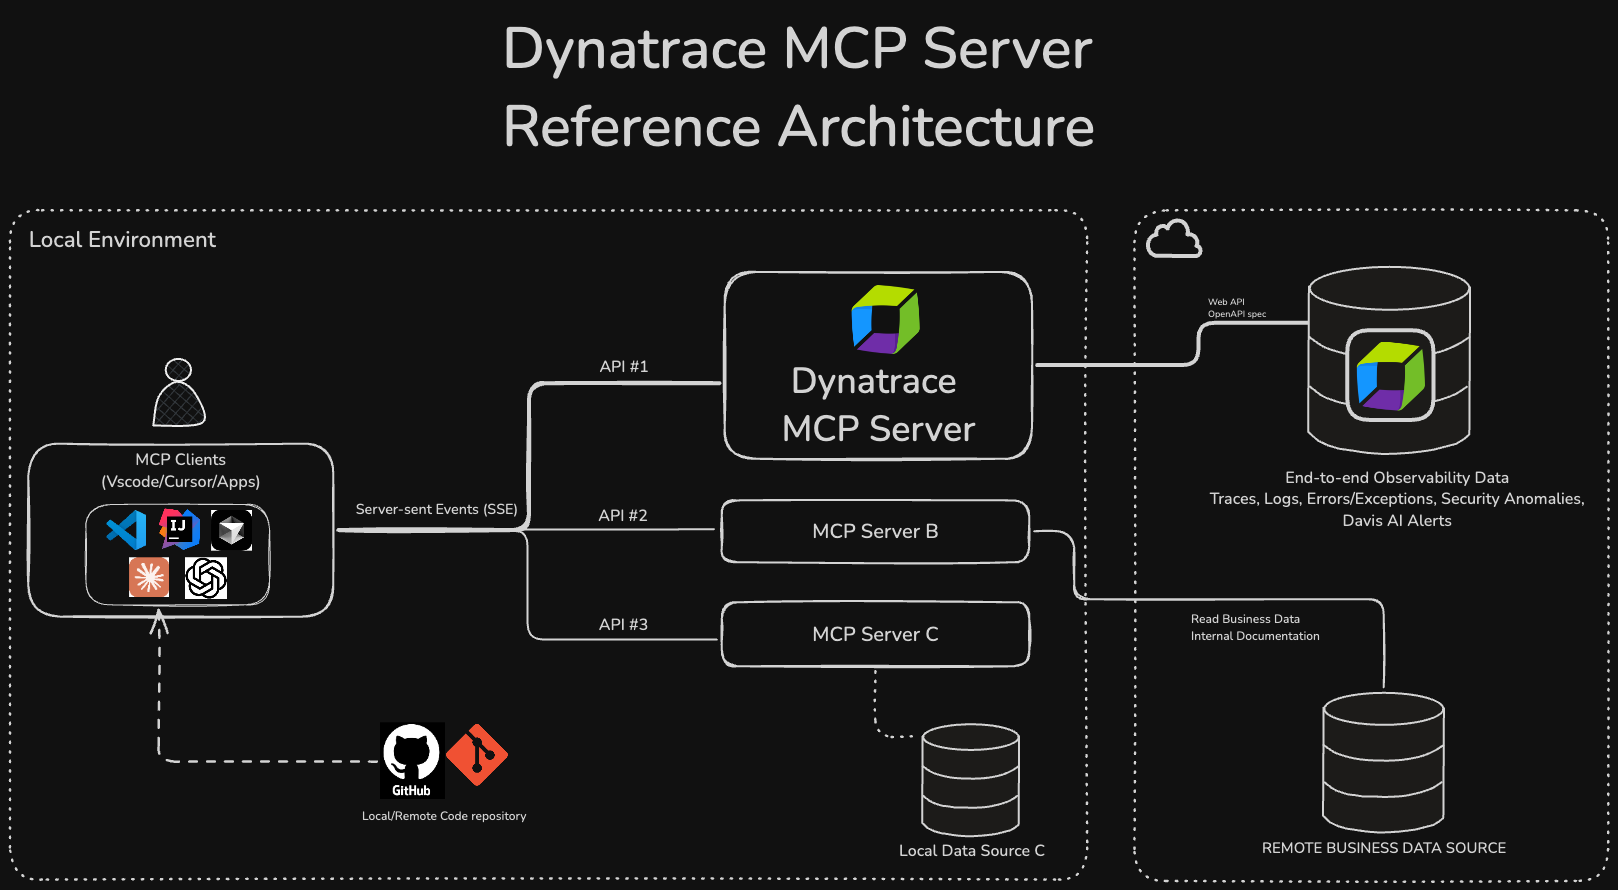 Dynatrace MCP Server
Reference Architecture
Local Environment
MCP Clients
(Vscode/Cursor/Apps)
IJ
Server-sent Events (SSE)
API #1
API #2
API #3
Dynatrace
MCP Server
MCP Server B
MCP Server C
GitHub
Local/Remote Code repository
Local Data Source C
Web API
OpenAPI spec
End-to-end Observability Data
Traces, Logs, Errors/Exceptions, Security Anomalies,
Davis AI Alerts
Read Business Data
Internal Documentation
REMOTE BUSINESS DATA SOURCE